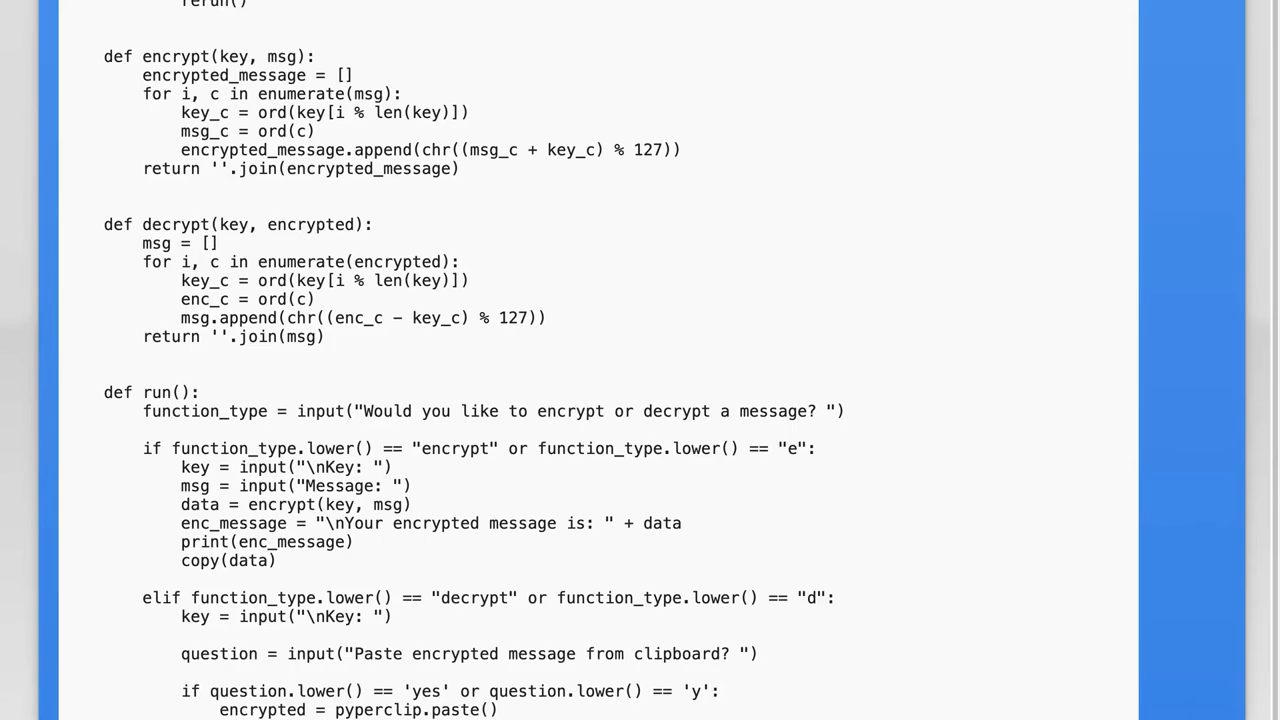 rerun()
def encrypt(key, msg):
    encrypted_message = []
    for i, c in enumerate(msg):
        key_c = ord(key[i % len(key)])
        msg_c = ord(c)
        encrypted_message.append(chr((msg_c + key_c) % 127))
    return ''.join(encrypted_message)
def decrypt(key, encrypted):
    msg = []
    for i, c in enumerate(encrypted):
        key_c = ord(key[i % len(key)])
        enc_c = ord(c)
        msg.append(chr((enc_c - key_c) % 127))
    return ''.join(msg)
def run():
    function_type = input("Would you like to encrypt or decrypt a message? ")
    if function_type.lower() == "encrypt" or function_type.lower() == "e":
        key = input("\nKey: ")
        msg = input("Message: ")
        data = encrypt(key, msg)
        enc_message = "\nYour encrypted message is: " + data
        print(enc_message)
        copy(data)
    elif function_type.lower() == "decrypt" or function_type.lower() == "d":
        key = input("\nKey: ")
        question = input("Paste encrypted message from clipboard? ")
        if question.lower() == 'yes' or question.lower() == 'y':
            encrypted = pyperclip.paste()